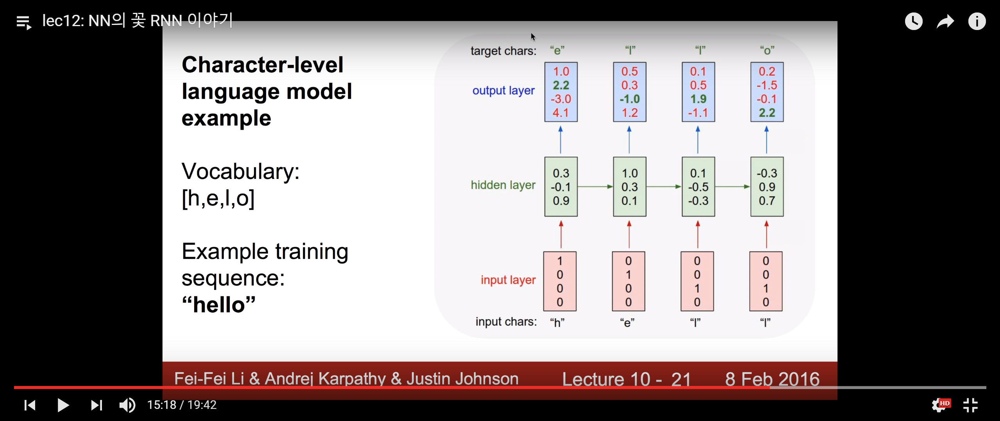 lec12: NN의 꽃 RNN 이야기
Character-level
language model
example
Vocabulary:
[h,e,l,o]
Example training
sequence:
“hello”
target chars: “e” “l” “l” “o”
output layer
1.0 0.5 0.1 0.2
2.2 0.3 0.5 -1.5
-3.0 -1.0 1.9 -0.1
4.1 1.2 -1.1 2.2
hidden layer
0.3 1.0 0.1 -0.3
-0.1 0.3 -0.5 0.9
0.9 0.1 -0.3 0.7
input layer
1 0 0 0
0 1 0 0
0 0 1 1
0 0 0 0
input chars: “h” “e” “l” “l”
Fei-Fei Li & Andrej Karpathy & Justin Johnson Lecture 10 - 21 8 Feb 2016
15:18 / 19:42
HD